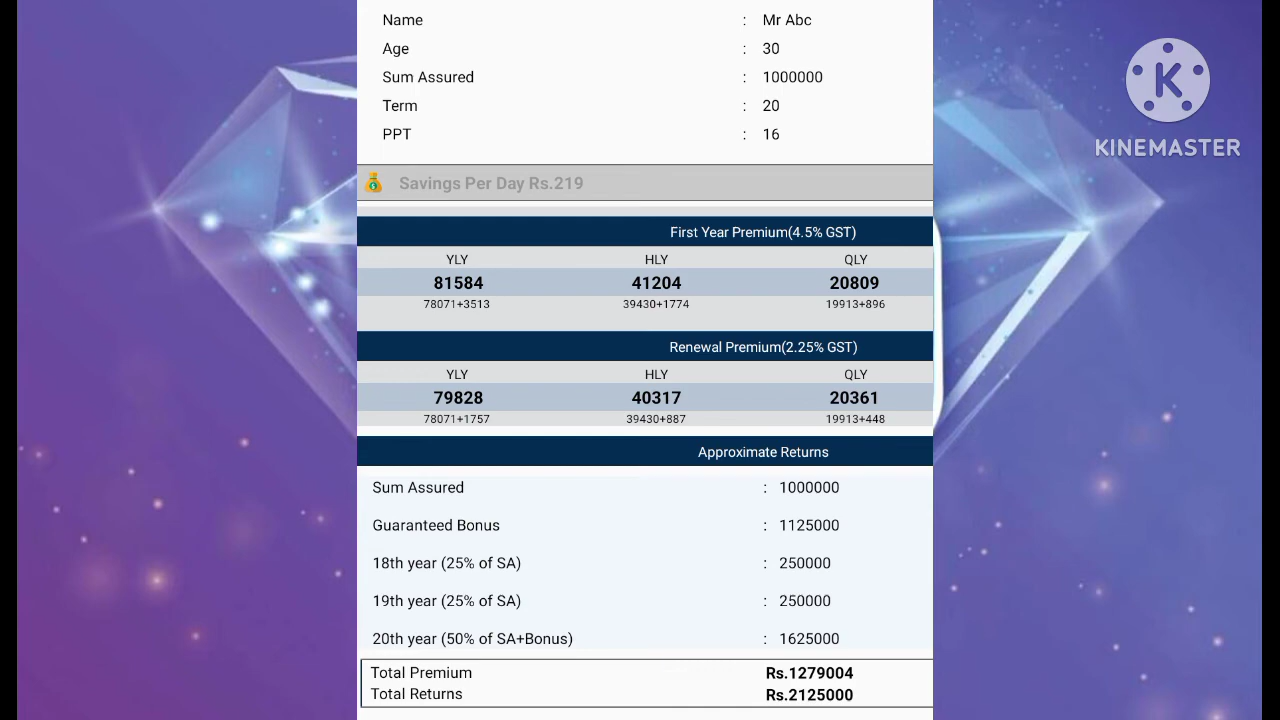 Name : Mr Abc
Age : 30
Sum Assured : 1000000
Term : 20
PPT : 16
K
KINEMASTER
Savings Per Day Rs.219
First Year Premium(4.5% GST)
YLY HLY QLY
81584 41204 20809
78071+3513 39430+1774 19913+896
Renewal Premium(2.25% GST)
YLY HLY QLY
79828 40317 20361
78071+1757 39430+887 19913+448
Approximate Returns
Sum Assured : 1000000
Guaranteed Bonus : 1125000
18th year (25% of SA) : 250000
19th year (25% of SA) : 250000
20th year (50% of SA+Bonus) : 1625000
Total Premium Rs.1279004
Total Returns Rs.2125000